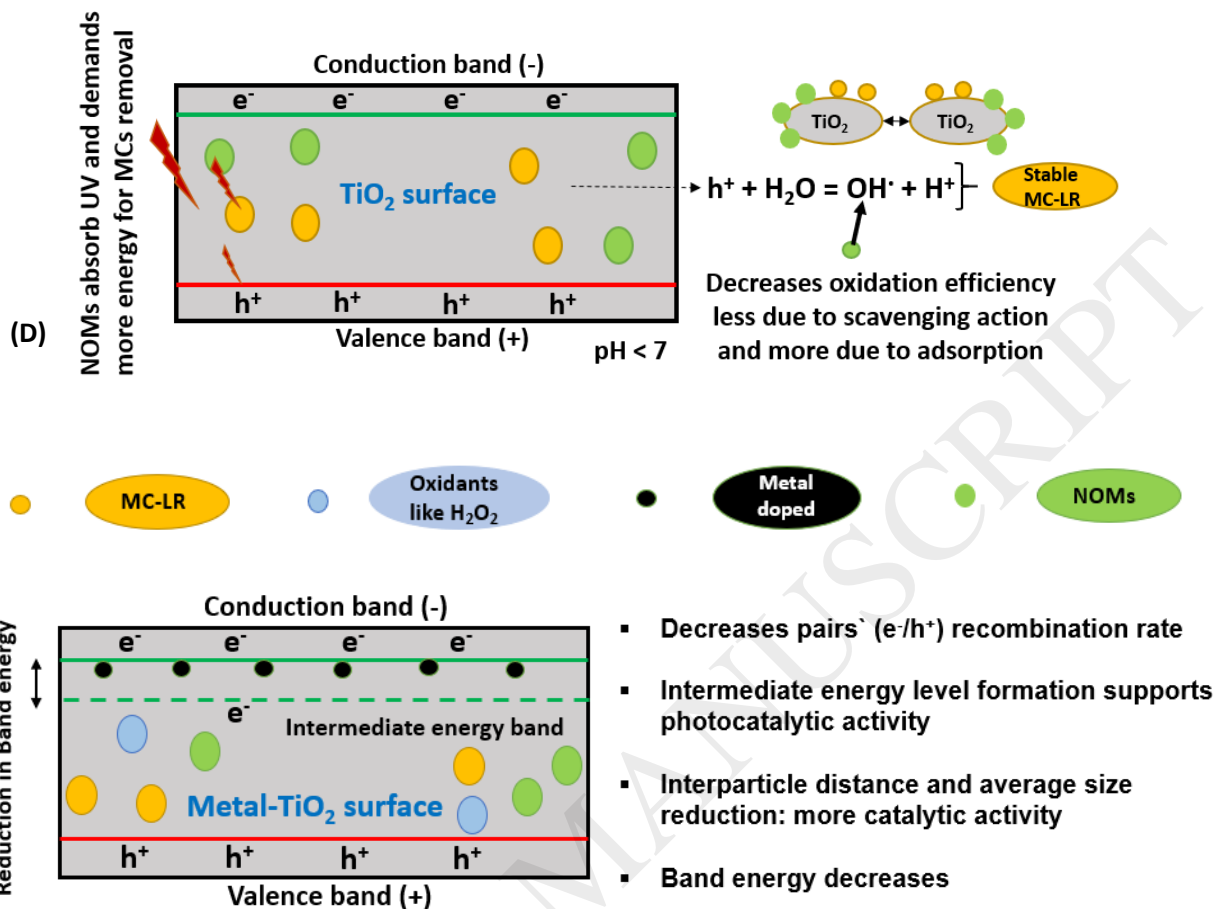 NOMs absorb UV and demands
more energy for MCs removal
(D)
Conduction band (-)
e⁻ e⁻ e⁻ e⁻
TiO₂ surface
h⁺ h⁺ h⁺ h⁺
Valence band (+)
pH < 7
TiO₂ TiO₂
h⁺ + H₂O = OH· + H⁺
Stable
MC-LR
Decreases oxidation efficiency
less due to scavenging action
and more due to adsorption
MC-LR
Oxidants
like H₂O₂
Metal
doped
NOMs
Reduction in Band energy
Conduction band (-)
e⁻ e⁻ e⁻ e⁻
e⁻
Intermediate energy band
Metal-TiO₂ surface
h⁺ h⁺ h⁺ h⁺
Valence band (+)
▪ Decreases pairs` (e⁻/h⁺) recombination rate
▪ Intermediate energy level formation supports
photocatalytic activity
▪ Interparticle distance and average size
reduction: more catalytic activity
▪ Band energy decreases
MANUSCRIPT